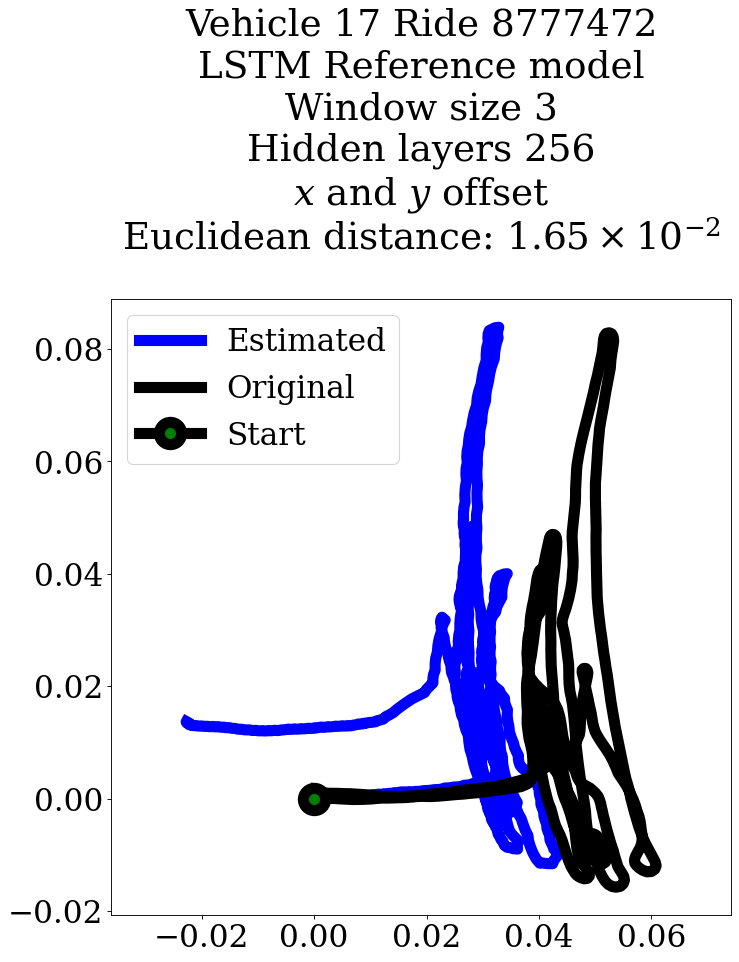 Vehicle 17 Ride 8777472
LSTM Reference model
Window size 3
Hidden layers 256
x and y offset
Euclidean distance: 1.65 × 10⁻²
Estimated
Original
Start
0.08
0.06
0.04
0.02
0.00
−0.02
−0.02 0.00 0.02 0.04 0.06